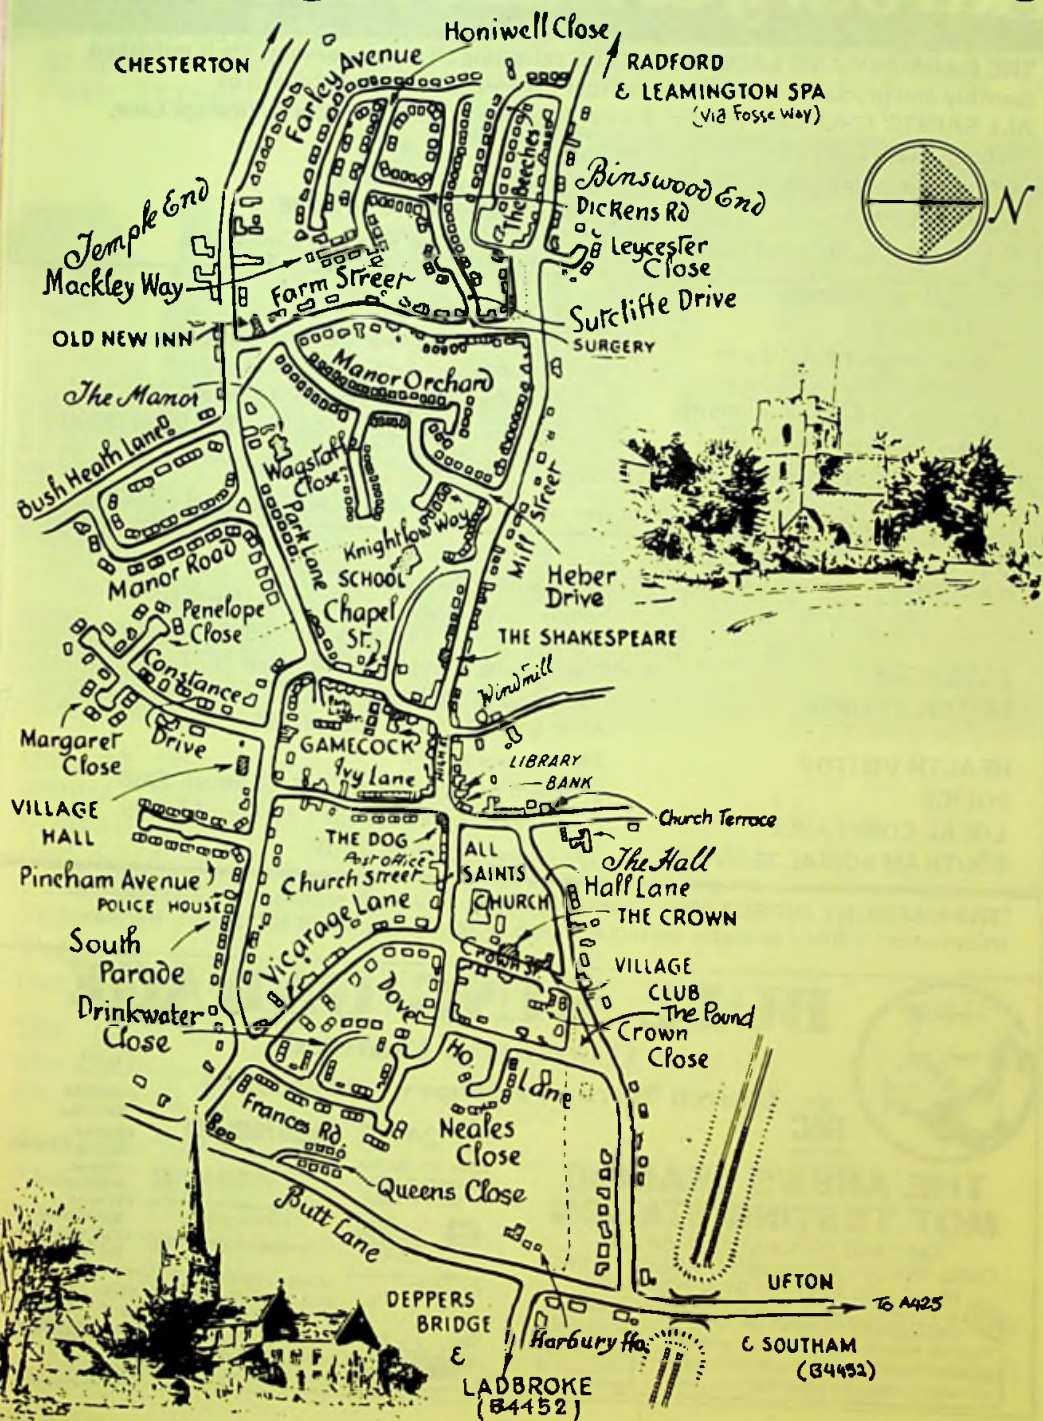 Honiwell Close
CHESTERTON
Farley Avenue
RADFORD
& LEAMINGTON SPA
(via Fosse Way)
The Beeches
Binswood End
Dickens Rd
N
Temple End
Leycester
Close
Mackley Way
Farm Street
Sutcliffe Drive
OLD NEW INN
SURGERY
Manor Orchard
The Manor
Bush Heath Lane
Wagstaff
Close
Park Lane
Mill Street
Knightlow Way
Manor Road
SCHOOL
Heber
Drive
Penelope
Close
Chapel
St.
THE SHAKESPEARE
Constance
Drive
Windmill
Margaret
Close
GAMECOCK
HIGH ST
LIBRARY
BANK
Ivy Lane
VILLAGE
HALL
Church Terrace
THE DOG
Post office
Church Street
ALL
SAINTS
CHURCH
The Hall
Hall Lane
Pincham Avenue
POLICE HOUSE
THE CROWN
Vicarage Lane
South
Parade
Crown St
VILLAGE
CLUB
Drinkwater
Close
Dove
Ho.
Lane
The Pound
Crown
Close
Frances Rd.
Neales
Close
Queens Close
Butt Lane
UFTON
To A425
DEPPERS
BRIDGE
&
LADBROKE
(B4452)
Harbury Ho.
& SOUTHAM
(B4452)